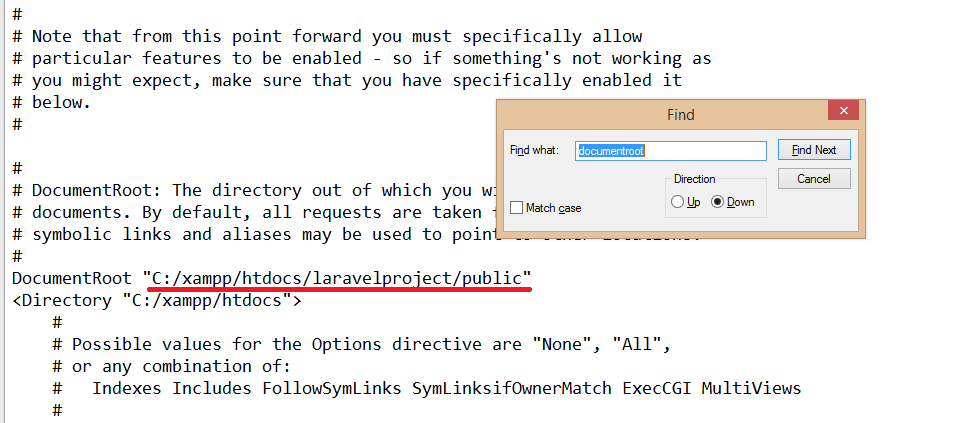 #
# Note that from this point forward you must specifically allow
# particular features to be enabled - so if something's not working as
# you might expect, make sure that you have specifically enabled it
# below.
#
#
# DocumentRoot: The directory out of which you
# documents. By default, all requests are taken
# symbolic links and aliases may be used to point
#
DocumentRoot "C:/xampp/htdocs/laravelproject/public"
<Directory "C:/xampp/htdocs">
#
# Possible values for the Options directive are "None", "All",
# or any combination of:
#   Indexes Includes FollowSymLinks SymLinksifOwnerMatch ExecCGI MultiViews
#
Find
Find what: documentroot Find Next
Cancel
Direction
Up Down
Match case